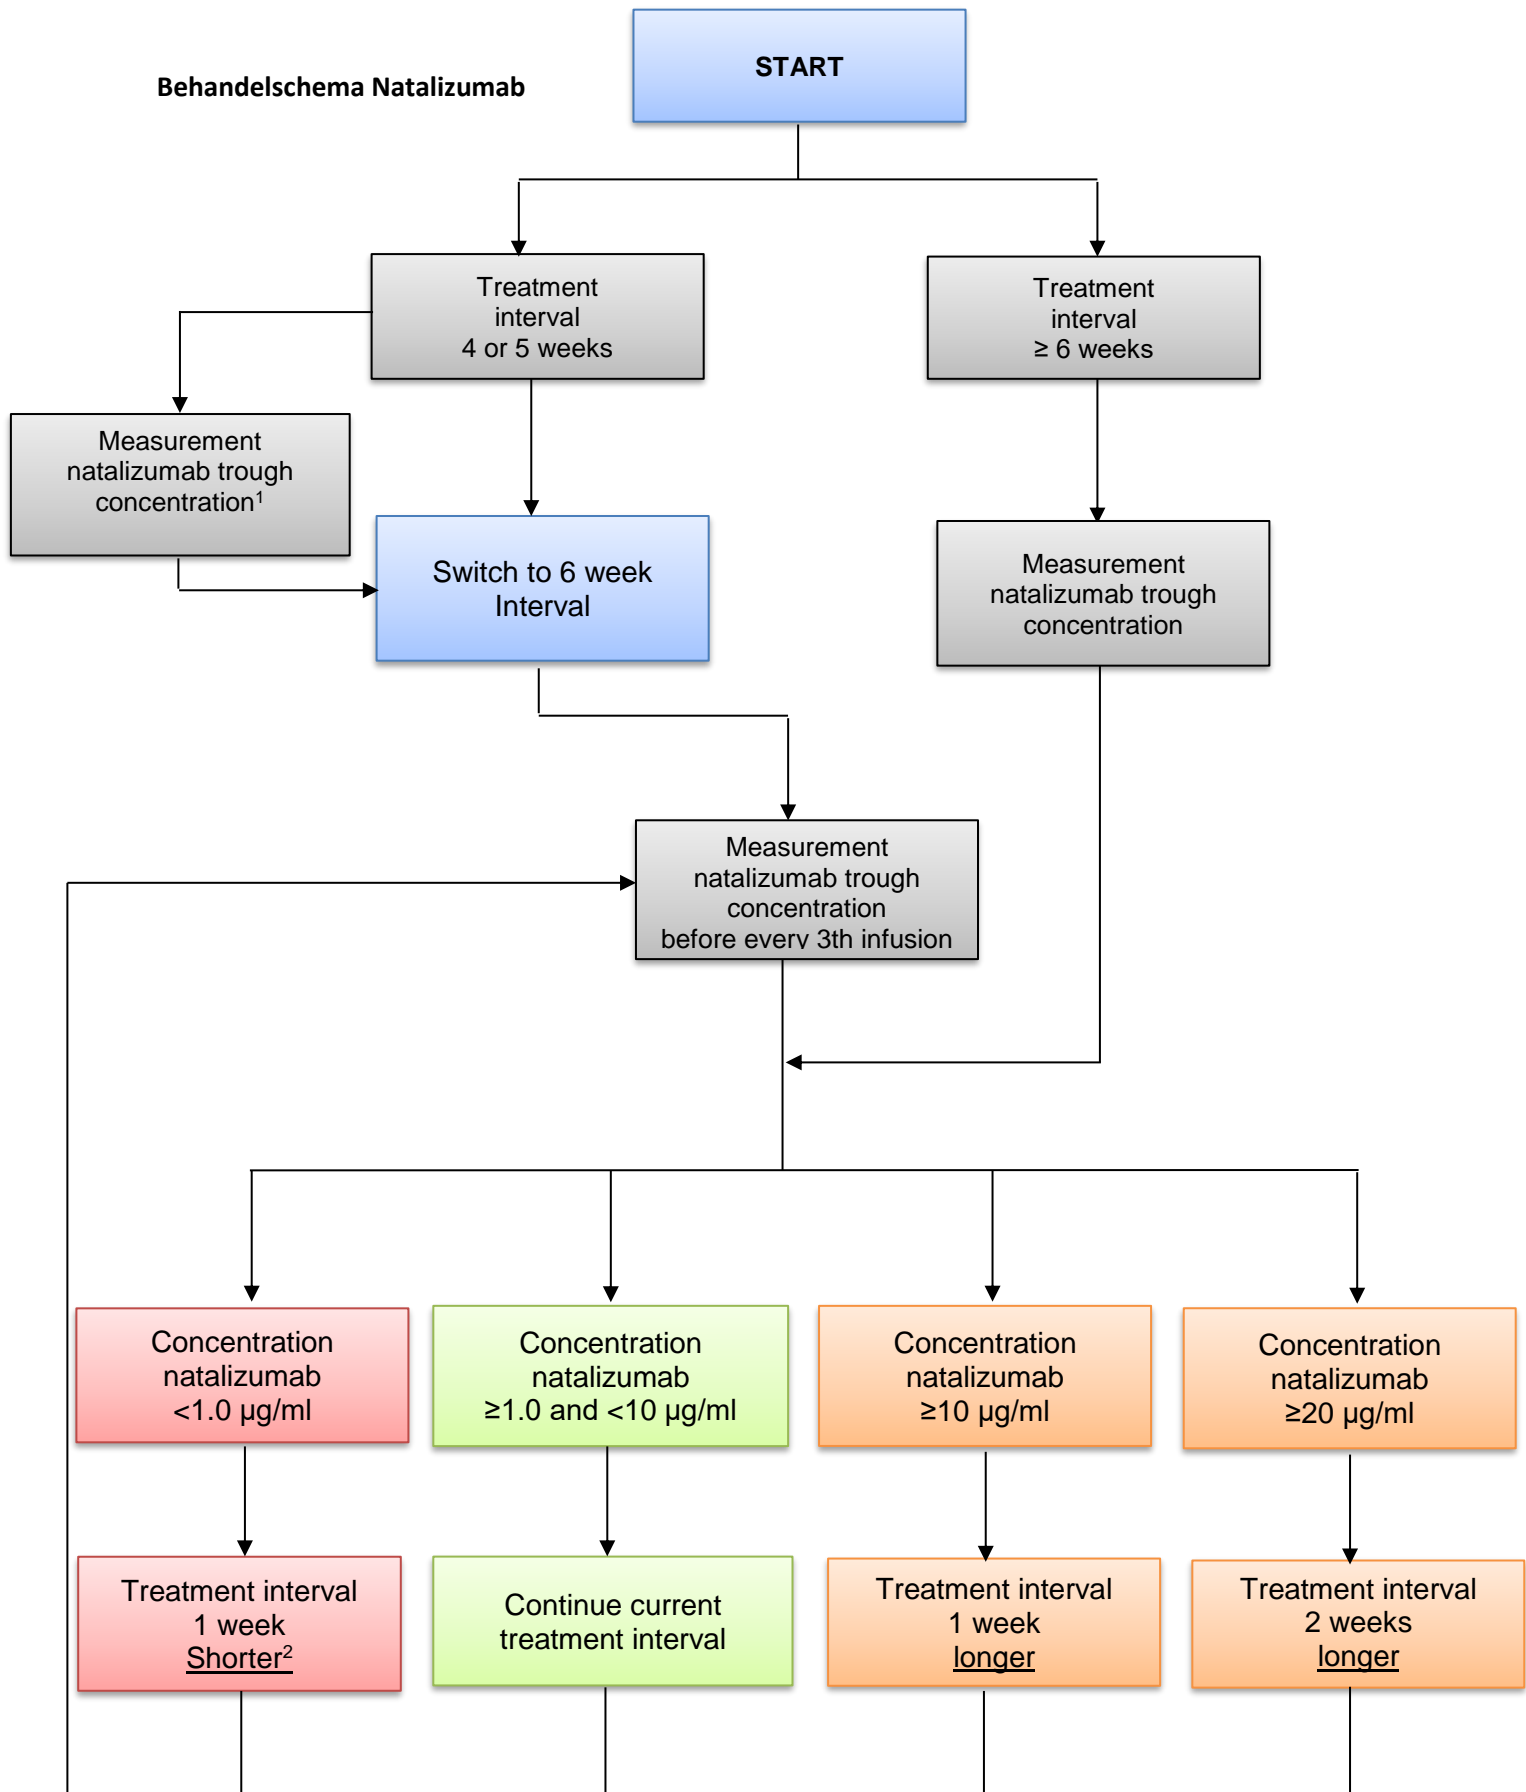 START
Behandelschema Natalizumab
Treatment
interval
4 or 5 weeks
Treatment
interval
≥ 6 weeks
Measurement
natalizumab trough
concentration¹
Switch to 6 week
Interval
Measurement
natalizumab trough
concentration
Measurement
natalizumab trough
concentration
before every 3th infusion
Concentration
natalizumab
<1.0 µg/ml
Concentration
natalizumab
≥1.0 and <10 µg/ml
Concentration
natalizumab
≥10 µg/ml
Concentration
natalizumab
≥20 µg/ml
Treatment interval
1 week
Shorter²
Continue current
treatment interval
Treatment interval
1 week
longer
Treatment interval
2 weeks
longer